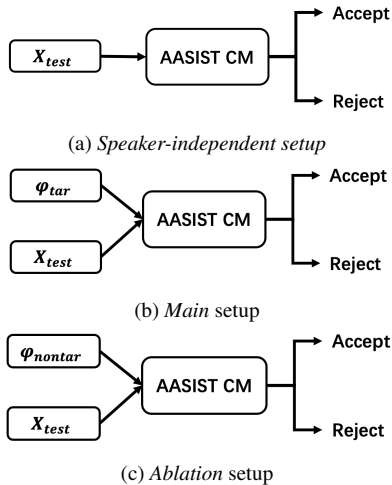 Accept
X_test
AASIST CM
Reject
(a) Speaker-independent setup
φ_tar
Accept
AASIST CM
X_test
Reject
(b) Main setup
φ_nontar
Accept
AASIST CM
X_test
Reject
(c) Ablation setup